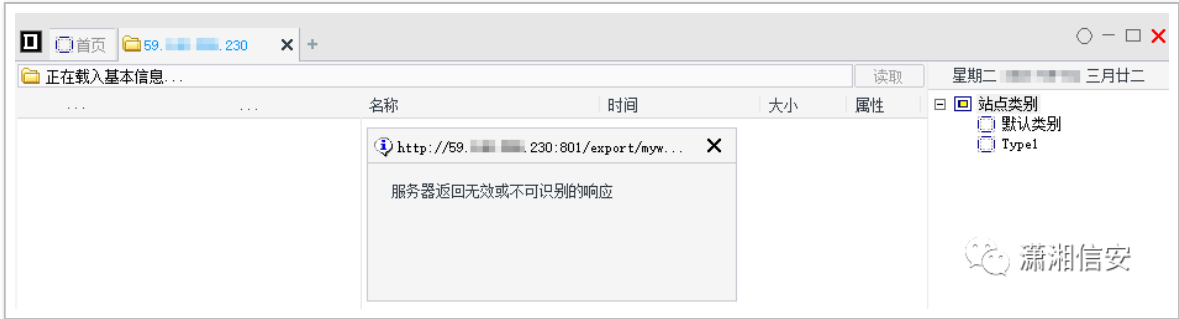 首页 59. .230 +
正在载入基本信息... 读取 星期二 三月廿二
... ... 名称 时间 大小 属性 站点类别
默认类别
Type1
http://59. .230:801/export/myw...
服务器返回无效或不可识别的响应
潇湘信安